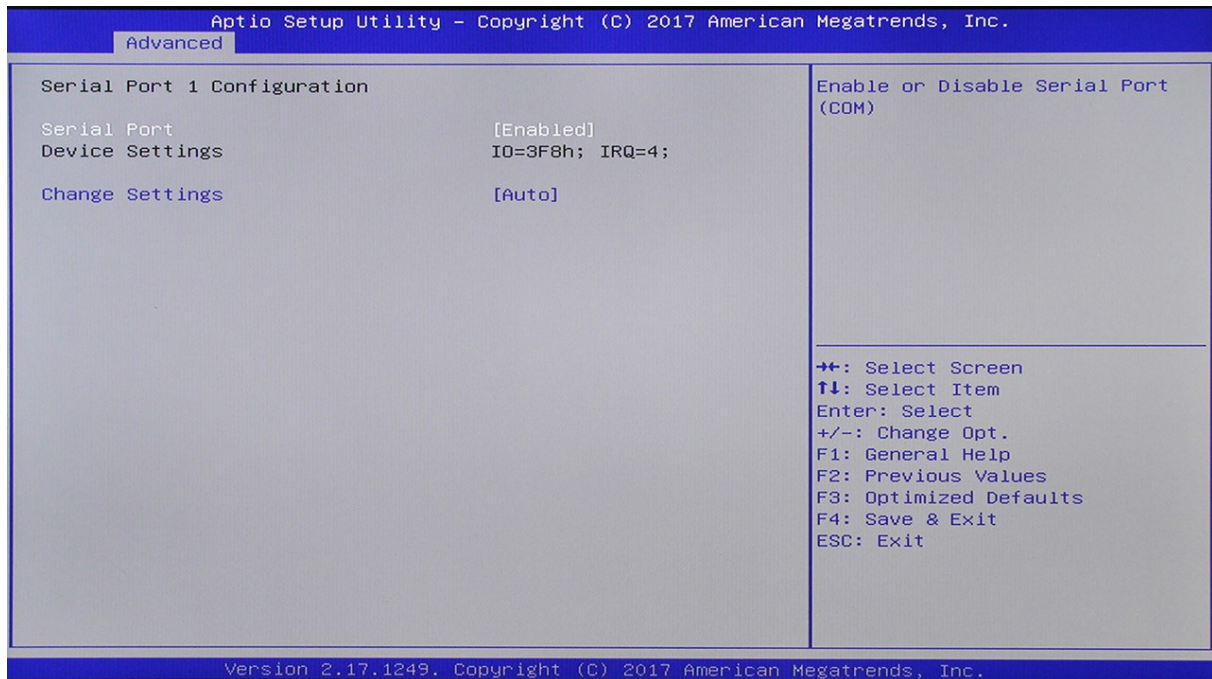 Aptio Setup Utility – Copyright (C) 2017 American Megatrends, Inc.
Advanced
Serial Port 1 Configuration
Serial Port [Enabled]
Device Settings IO=3F8h; IRQ=4;
Change Settings [Auto]
Enable or Disable Serial Port
(COM)
→←: Select Screen
↑↓: Select Item
Enter: Select
+/-: Change Opt.
F1: General Help
F2: Previous Values
F3: Optimized Defaults
F4: Save & Exit
ESC: Exit
Version 2.17.1249. Copyright (C) 2017 American Megatrends, Inc.